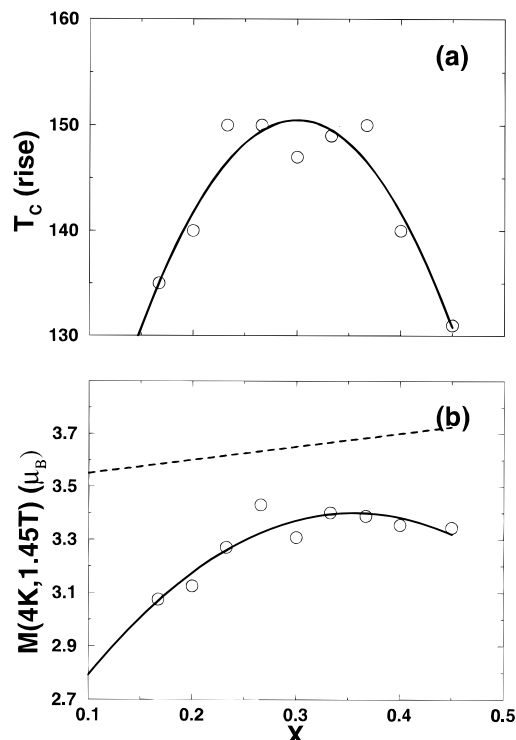 160
(a)
150
T_C (rise)
140
130
(b)
3.7
3.5
M(4K,1.45T) (μ_B)
3.3
3.1
2.9
2.7
0.1 0.2 0.3 0.4 0.5
X